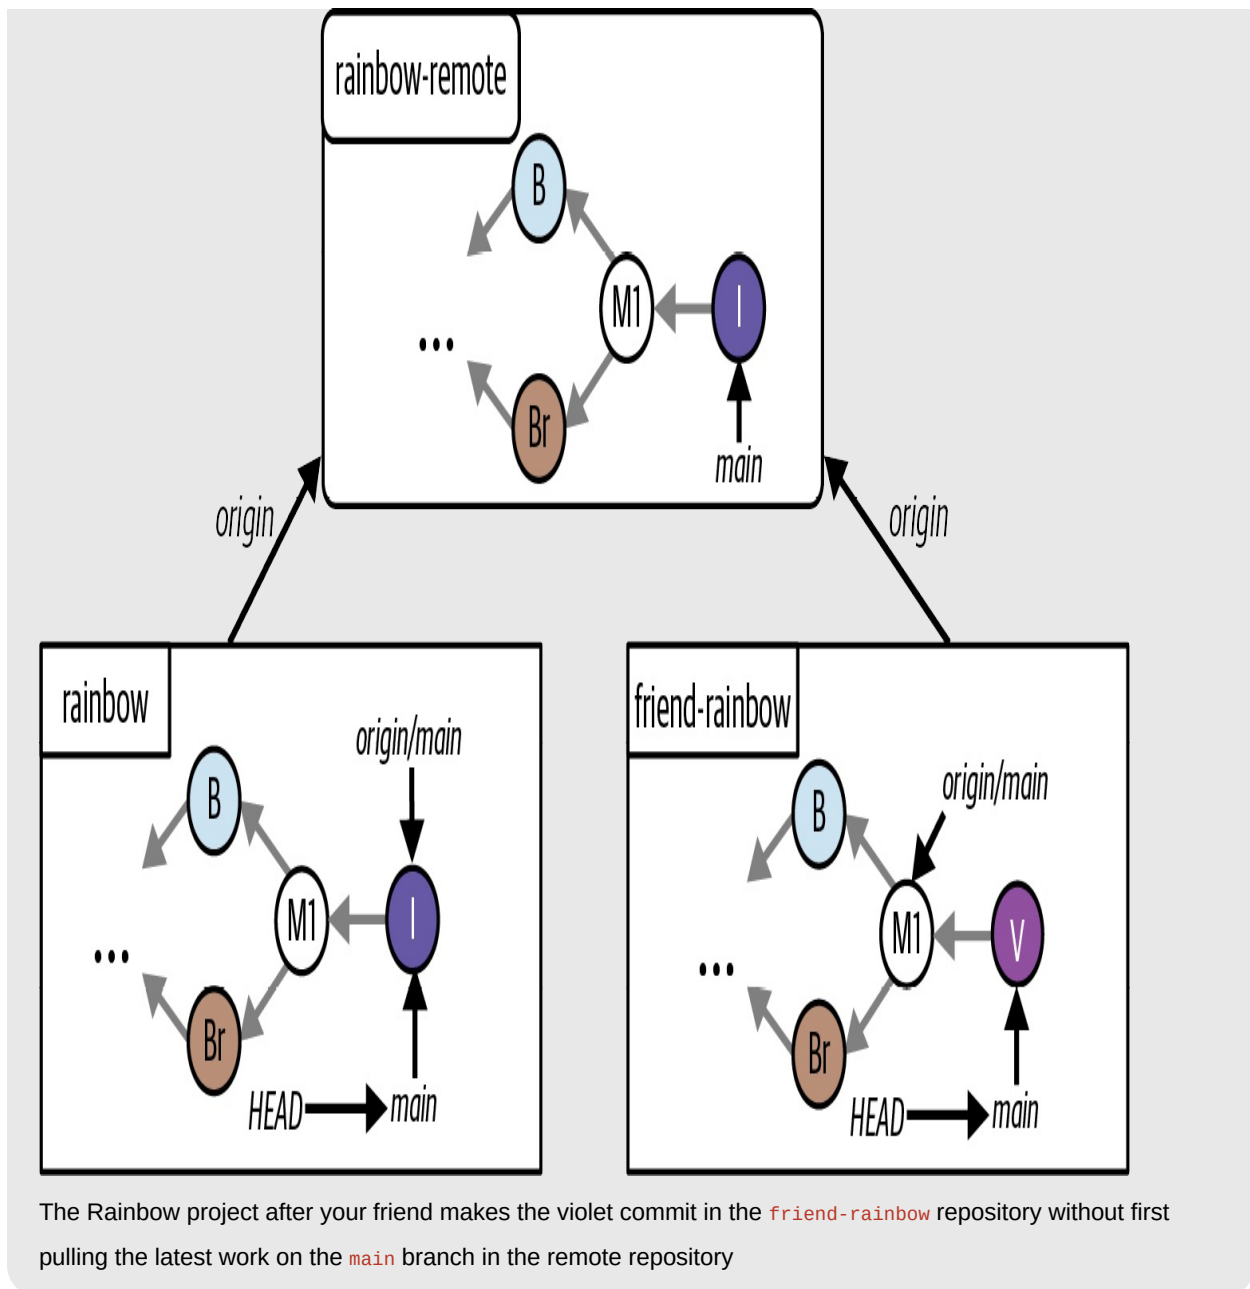 rainbow-remote
B
M1
I
...
Br
main
origin
origin
rainbow
origin/main
B
M1
I
...
Br
HEAD
main
friend-rainbow
origin/main
B
M1
V
...
Br
HEAD
main
The Rainbow project after your friend makes the violet commit in the friend-rainbow repository without first
pulling the latest work on the main branch in the remote repository